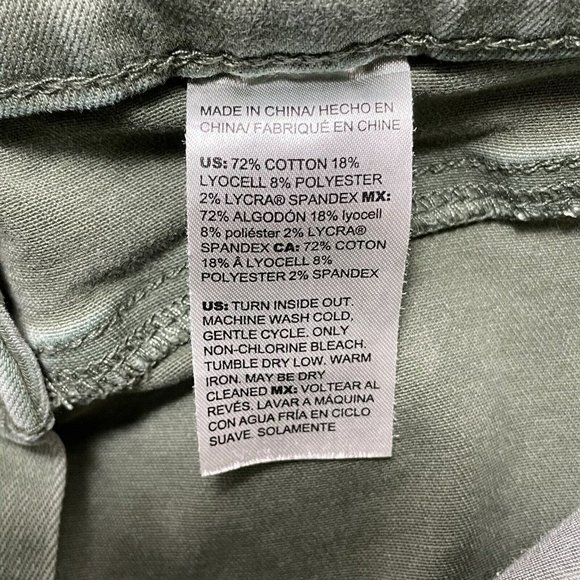 MADE IN CHINA/ HECHO EN
CHINA/ FABRIQUÉ EN CHINE
US: 72% COTTON 18%
LYOCELL 8% POLYESTER
2% LYCRA® SPANDEX MX:
72% ALGODÓN 18% lyocell
8% poliéster 2% LYCRA®
SPANDEX CA: 72% COTON
18% Â LYOCELL 8%
POLYESTER 2% SPANDEX
US: TURN INSIDE OUT.
MACHINE WASH COLD,
GENTLE CYCLE. ONLY
NON-CHLORINE BLEACH.
TUMBLE DRY LOW. WARM
IRON. MAY BE DRY
CLEANED MX: VOLTEAR AL
REVÉS, LAVAR A MÁQUINA
CON AGUA FRÍA EN CICLO
SUAVE. SOLAMENTE